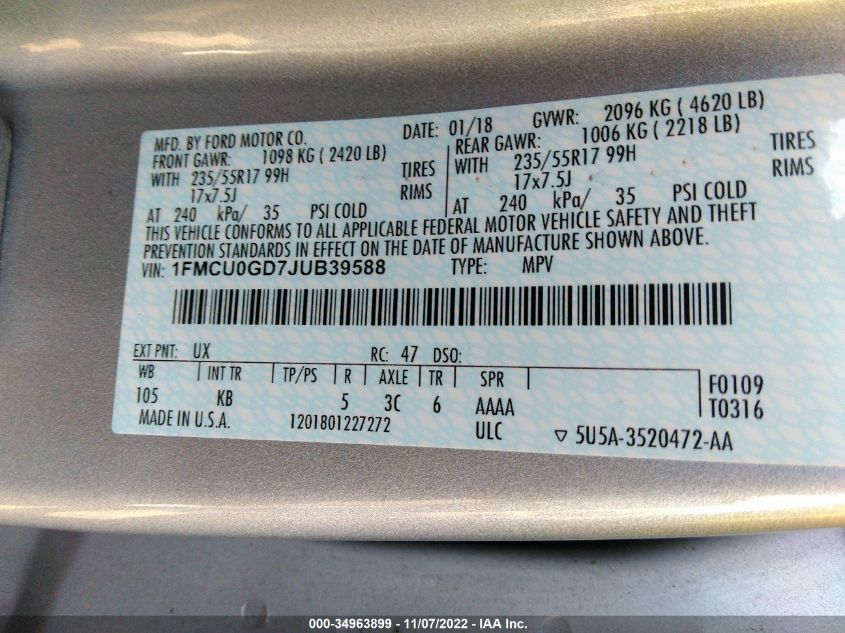 MFD. BY FORD MOTOR CO.
DATE: 01/18 GVWR: 2096 KG ( 4620 LB)
FRONT GAWR: 1098 KG ( 2420 LB)
REAR GAWR: 1006 KG ( 2218 LB)
WITH 235/55R17 99H TIRES
WITH 235/55R17 99H TIRES
17x7.5J RIMS
17x7.5J RIMS
AT 240 kPa/ 35 PSI COLD
AT 240 kPa/ 35 PSI COLD
THIS VEHICLE CONFORMS TO ALL APPLICABLE FEDERAL MOTOR VEHICLE SAFETY AND THEFT
PREVENTION STANDARDS IN EFFECT ON THE DATE OF MANUFACTURE SHOWN ABOVE.
VIN: 1FMCU0GD7JUB39588 TYPE: MPV
EXT PNT: UX RC: 47 DSO:
WB INT TR TP/PS R AXLE TR SPR
105 KB 5 3C 6 AAAA
F0109
T0316
MADE IN U.S.A. 1201801227272 ULC ▽ 5U5A-3520472-AA
000-34963899 - 11/07/2022 - IAA Inc.